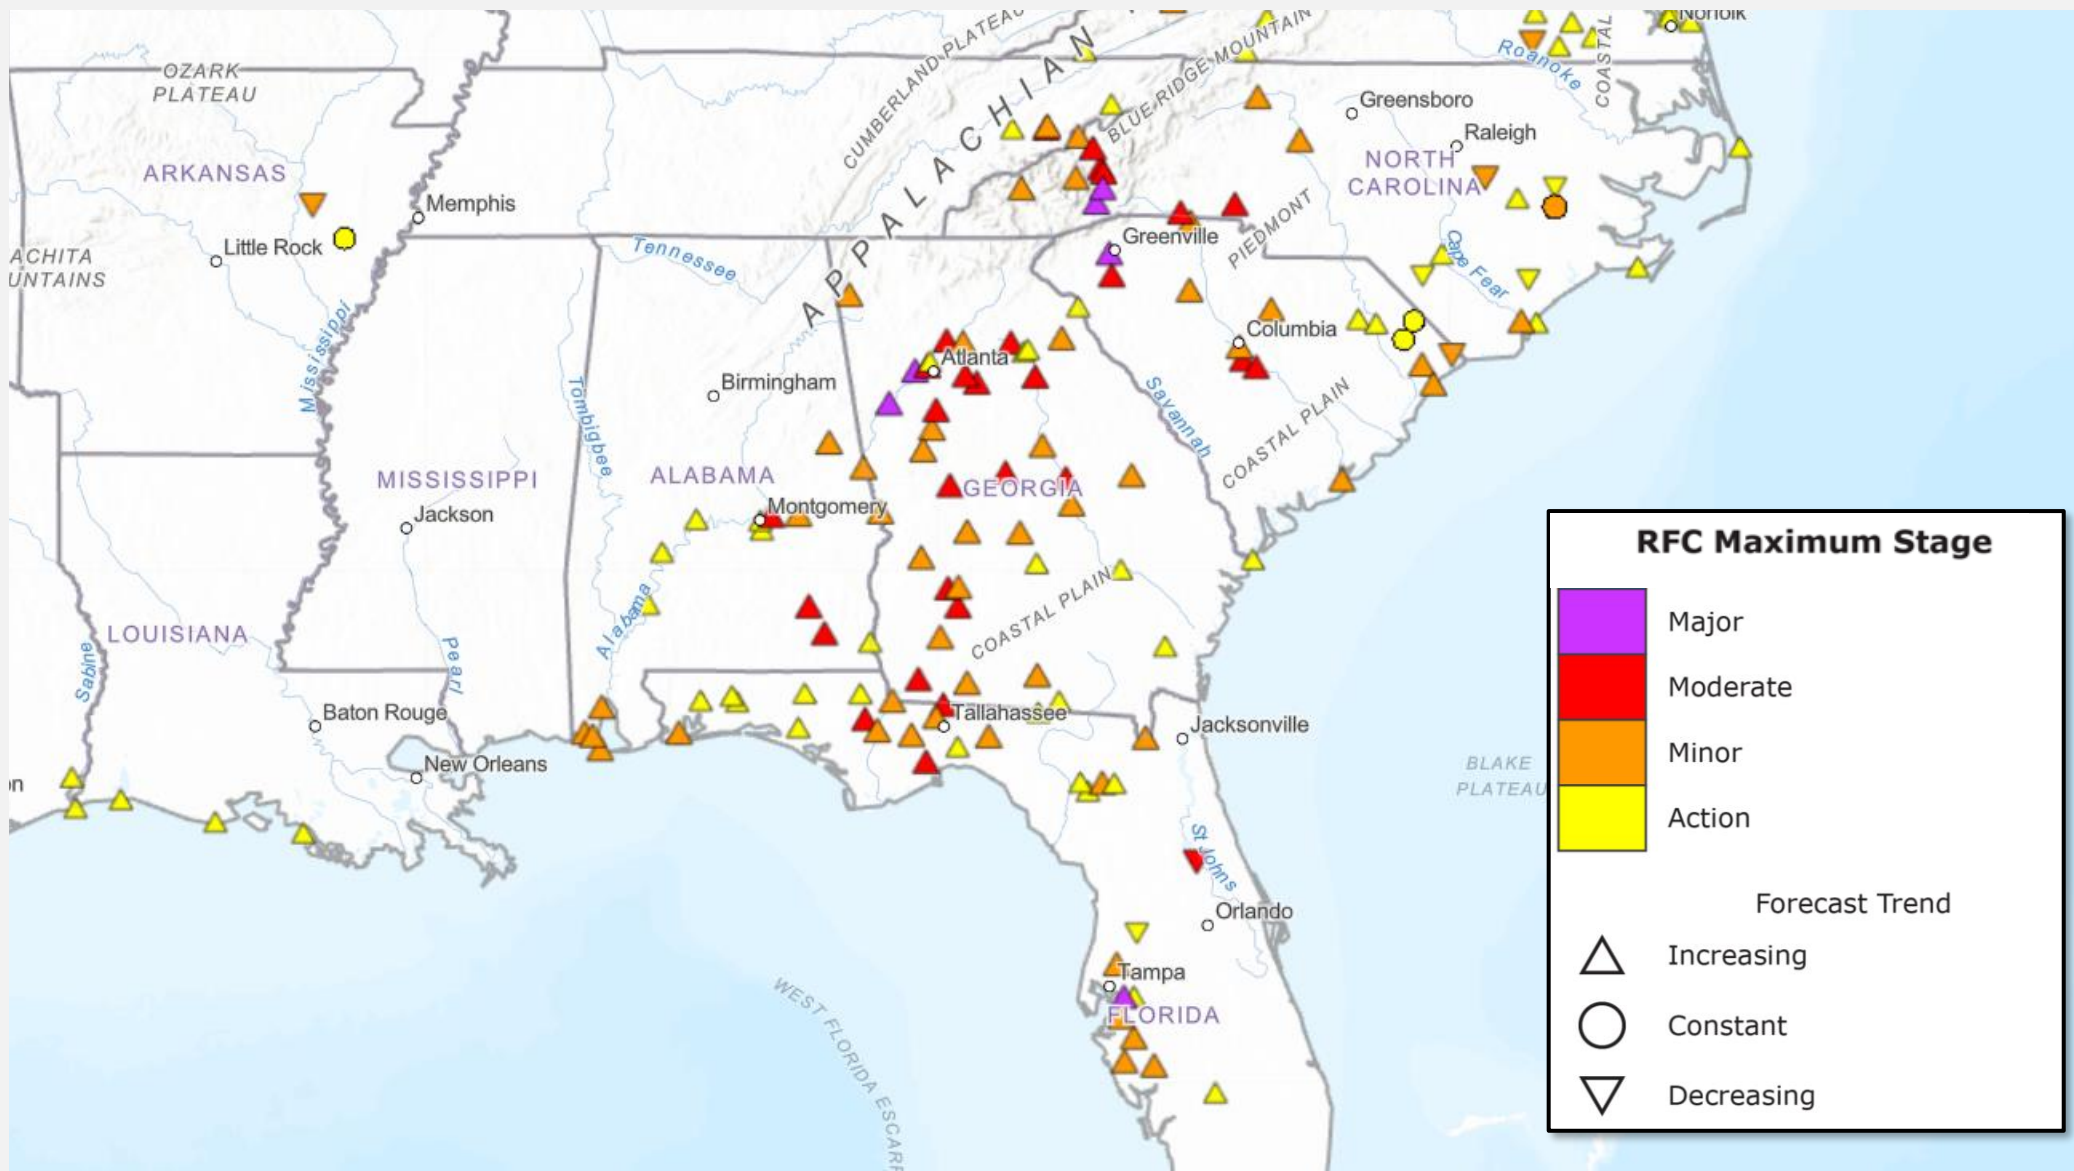 Norfolk
OZARK
PLATEAU
CUMBERLAND PLATEAU
APPALACHIAN
BLUE RIDGE MOUNTAIN
Roanoke
COASTAL
Greensboro
Raleigh
NORTH
CAROLINA
ARKANSAS
Memphis
Little Rock
ACHITA
UNTAINS
Tennessee
Greenville
PIEDMONT
Cape Fear
Mississippi
Columbia
Atlanta
Birmingham
Tombigbee
Savannah
COASTAL PLAIN
MISSISSIPPI
ALABAMA
GEORGIA
Jackson
Montgomery
Alabama
COASTAL PLAIN
LOUISIANA
Sabine
Pearl
Baton Rouge
Tallahassee
Jacksonville
New Orleans
on
BLAKE
PLATEAU
St Johns
Orlando
Tampa
FLORIDA
WEST FLORIDA ESCARP
RFC Maximum Stage
Major
Moderate
Minor
Action
Forecast Trend
Increasing
Constant
Decreasing